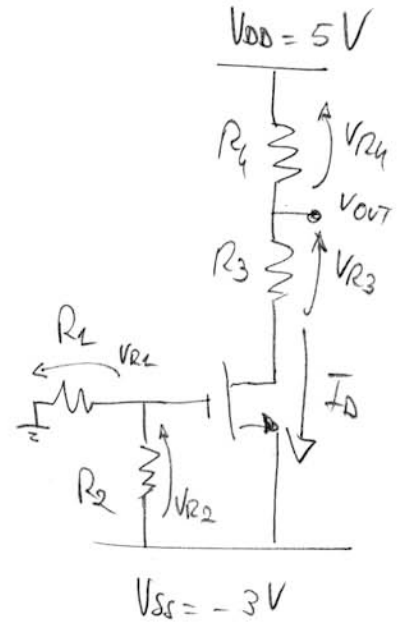 VDD = 5 V
R4
VR4
VOUT
R3
VR3
R1
VR1
ID
R2
VR2
VSS = - 3 V